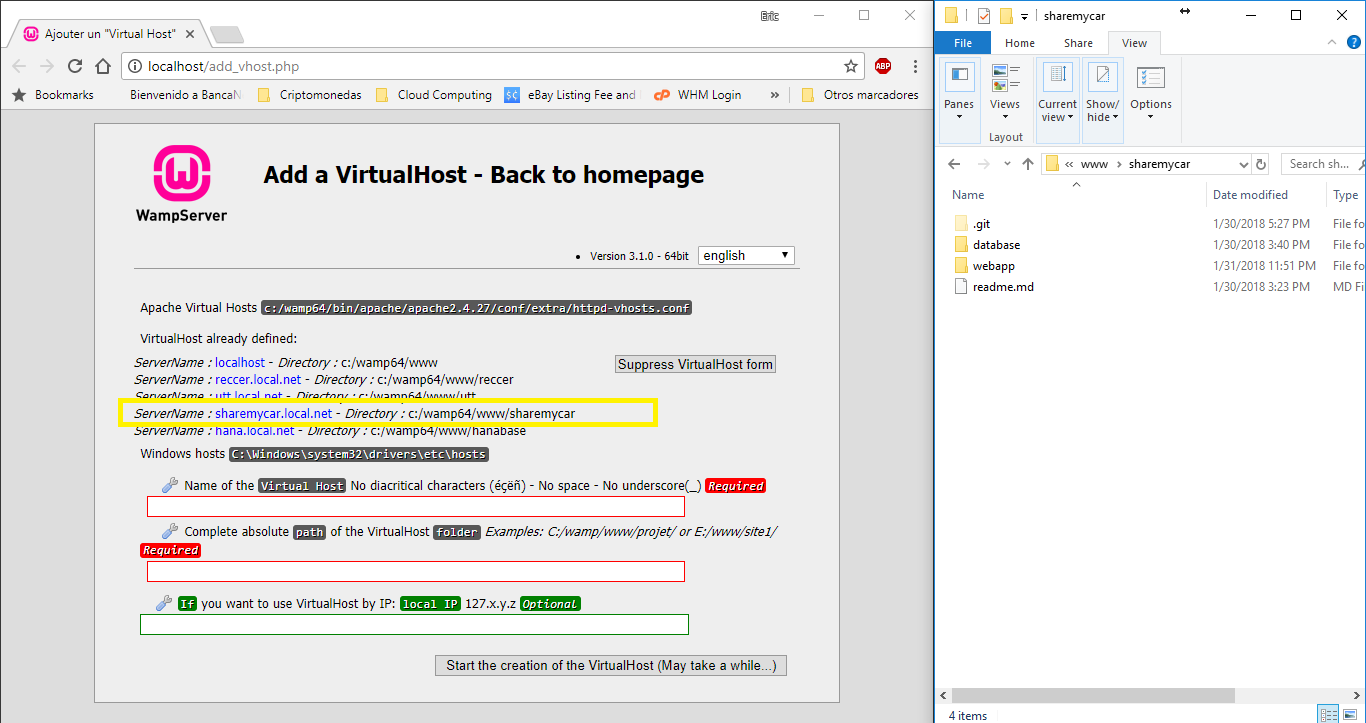 Eric
Ajouter un "Virtual Host"
localhost/add_vhost.php
ABP
Bookmarks
Bienvenido a BancaN
Criptomonedas
Cloud Computing
eBay Listing Fee and
cP
WHM Login
»
Otros marcadores
WampServer
Add a VirtualHost - Back to homepage
Version 3.1.0 - 64bit
english
Apache Virtual Hosts c:/wamp64/bin/apache/apache2.4.27/conf/extra/httpd-vhosts.conf
VirtualHost already defined:
ServerName : localhost - Directory : c:/wamp64/www
ServerName : reccer.local.net - Directory : c:/wamp64/www/reccer
ServerName : utt.local.net - Directory : c:/wamp64/www/utt
ServerName : sharemycar.local.net - Directory : c:/wamp64/www/sharemycar
ServerName : hana.local.net - Directory : c:/wamp64/www/hanabase
Suppress VirtualHost form
Windows hosts C:\Windows\system32\drivers\etc\hosts
Name of the Virtual Host No diacritical characters (éçëñ) - No space - No underscore(_) Required
Complete absolute path of the VirtualHost folder Examples: C:/wamp/www/projet/ or E:/www/site1/
Required
If you want to use VirtualHost by IP: local IP 127.x.y.z Optional
Start the creation of the VirtualHost (May take a while...)
sharemycar
File
Home
Share
View
Panes
Views
Current view
Show/ hide
Options
Layout
« www › sharemycar
Search sh...
Name
Date modified
Type
.git 1/30/2018 5:27 PM File fo
database 1/30/2018 3:40 PM File fo
webapp 1/31/2018 11:51 PM File fo
readme.md 1/30/2018 3:23 PM MD Fi
4 items